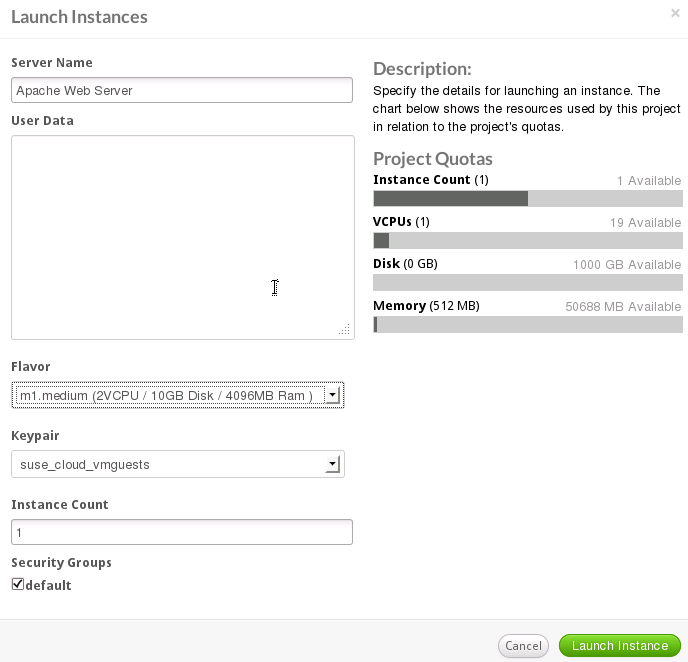 Launch Instances
×
Server Name
Apache Web Server
User Data
Flavor
m1.medium (2VCPU / 10GB Disk / 4096MB Ram )
Keypair
suse_cloud_vmguests
Instance Count
1
Security Groups
default
Description:
Specify the details for launching an instance. The
chart below shows the resources used by this project
in relation to the project's quotas.
Project Quotas
Instance Count (1) 1 Available
VCPUs (1) 19 Available
Disk (0 GB) 1000 GB Available
Memory (512 MB) 50688 MB Available
Cancel Launch Instance